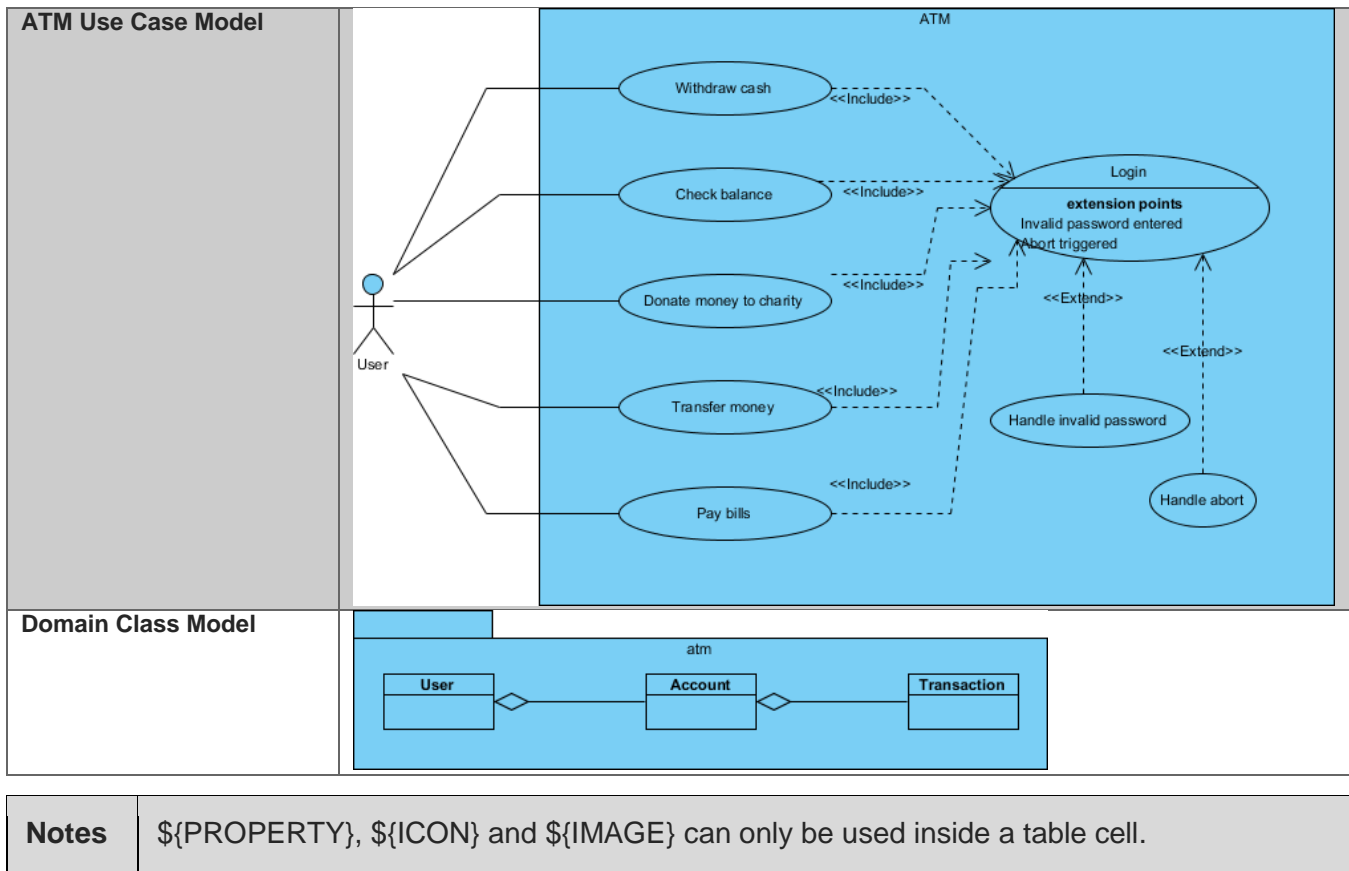 ATM Use Case Model
ATM
Withdraw cash
<<Include>>
Login
extension points
Invalid password entered
Abort triggered
Check balance
<<Include>>
Donate money to charity
<<Include>>
<<Extend>>
User
<<Extend>>
Transfer money
<<Include>>
Handle invalid password
Pay bills
<<Include>>
Handle abort
Domain Class Model
atm
User
Account
Transaction
Notes
${PROPERTY}, ${ICON} and ${IMAGE} can only be used inside a table cell.